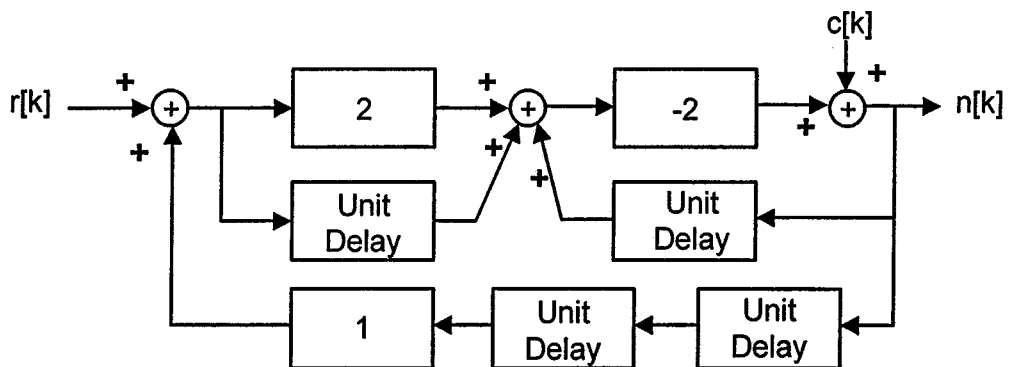 c[k]
r[k] + + 2 + + -2 + + n[k]
+ + +
Unit
Delay
Unit
Delay
1
Unit
Delay
Unit
Delay